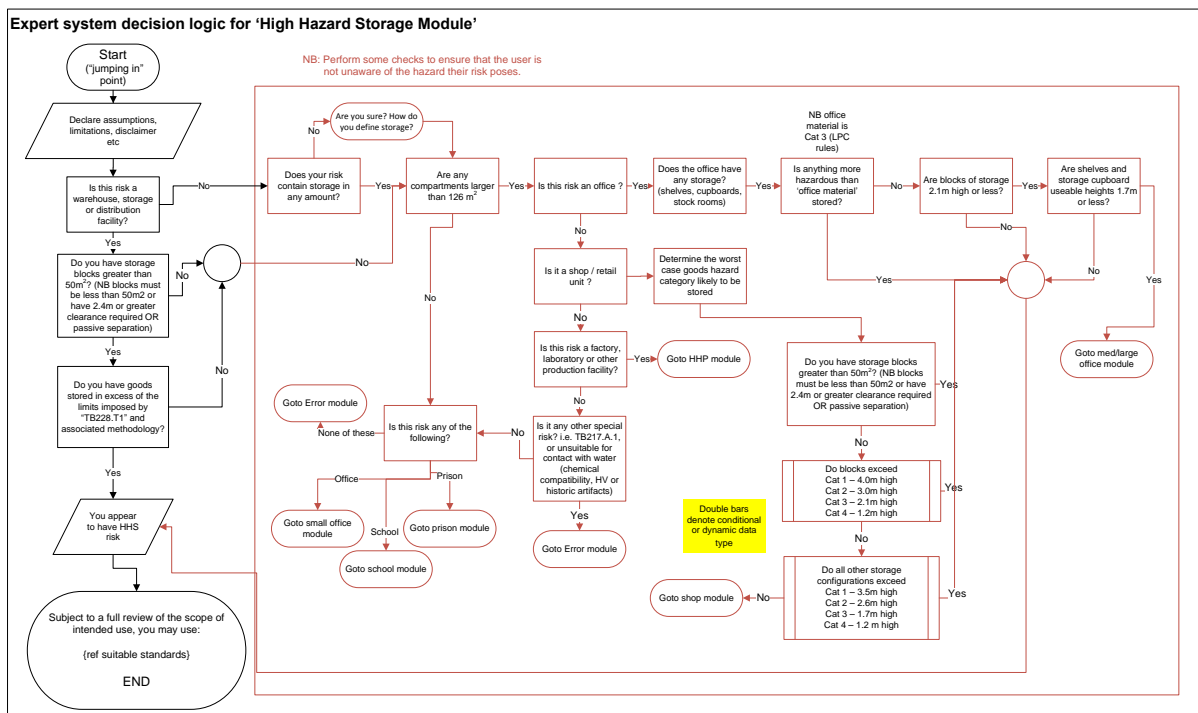 Expert system decision logic for ‘High Hazard Storage Module’
Start
(“jumping in”
point)
NB: Perform some checks to ensure that the user is
not unaware of the hazard their risk poses.
Declare assumptions,
limitations, disclaimer
etc
Is this risk a
warehouse, storage
or distribution
facility?
No
Yes
Do you have storage
blocks greater than
50m²? (NB blocks must
be less than 50m2 or
have 2.4m or greater
clearance required OR
passive separation)
No
Yes
No
Do you have goods
stored in excess of the
limits imposed by
“TB228.T1” and
associated methodology?
Yes
You appear
to have HHS
risk
Subject to a full review of the scope of
intended use, you may use:
{ref suitable standards}
END
No
Are you sure? How do
you define storage?
Does your risk
contain storage in
any amount?
Yes
No
Are any
compartments larger
than 126 m²
Yes
No
Is this risk an office ?
Yes
No
Does the office have
any storage?
(shelves, cupboards,
stock rooms)
Yes
NB office
material is
Cat 3 (LPC
rules)
Is anything more
hazardous than
‘office material’
stored?
No
Yes
Are blocks of storage
2.1m high or less?
Yes
No
Are shelves and
storage cupboard
useable heights 1.7m
or less?
No
Yes
Goto med/large
office module
Is it a shop / retail
unit ?
No
Determine the worst
case goods hazard
category likely to be
stored
Is this risk a factory,
laboratory or other
production facility?
Yes
Goto HHP module
No
Do you have storage blocks
greater than 50m²? (NB blocks
must be less than 50m2 or have
2.4m or greater clearance required
OR passive separation)
Yes
No
Goto Error module
None of these
Is this risk any of the
following?
No
Is it any other special
risk? i.e. TB217.A.1,
or unsuitable for
contact with water
(chemical
compatibility, HV or
historic artifacts)
Yes
Goto Error module
Office
Prison
School
Goto small office
module
Goto prison module
Goto school module
Do blocks exceed
Cat 1 – 4.0m high
Cat 2 – 3.0m high
Cat 3 – 2.1m high
Cat 4 – 1.2m high
Yes
No
Double bars
denote conditional
or dynamic data
type
Do all other storage
configurations exceed
Cat 1 – 3.5m high
Cat 2 – 2.6m high
Cat 3 – 1.7m high
Cat 4 – 1.2 m high
Yes
No
Goto shop module